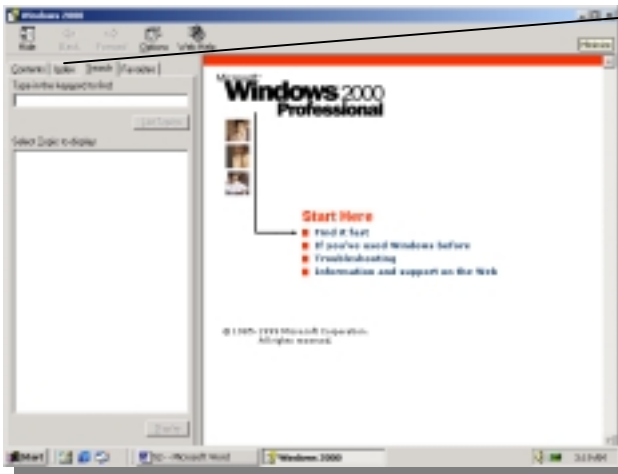 Windows 2000
Hide Back Forward Options Web Help
Contents Index Search Favorites
Type in the keyword to find:
List Topics
Select Topic to display:
Display
Microsoft
Windows 2000
Professional
Start Here
Find it fast
If you've used Windows before
Troubleshooting
Information and support on the Web
© 1985-1999 Microsoft Corporation.
All rights reserved.
Start
Microsoft Word
Windows 2000